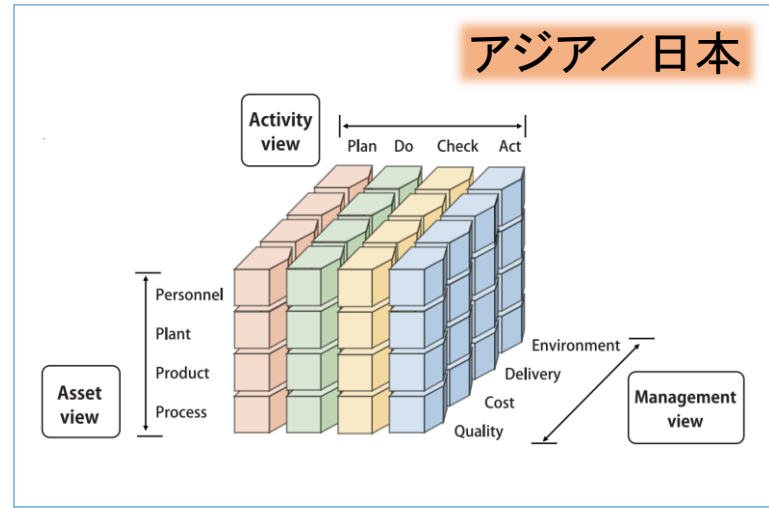 アジア／日本
Activity
view
Plan Do Check Act
Personnel
Plant
Product
Process
Asset
view
Environment
Delivery
Cost
Quality
Management
view